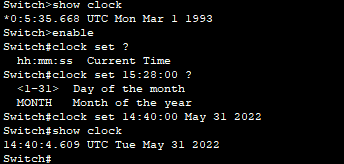 Switch>show clock
*0:5:35.668 UTC Mon Mar 1 1993
Switch>enable
Switch#clock set ?
  hh:mm:ss  Current Time
Switch#clock set 15:28:00 ?
  <1-31>  Day of the month
  MONTH   Month of the year
Switch#clock set 14:40:00 May 31 2022
Switch#show clock
14:40:4.609 UTC Tue May 31 2022
Switch#